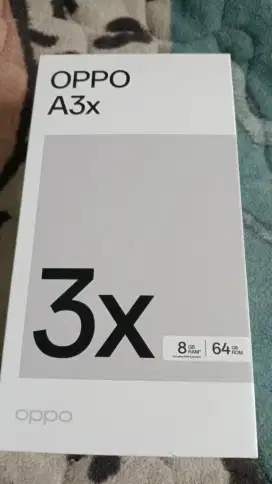 OPPO
A3x
3x
8 GB RAM* | 64 GB ROM
oppo